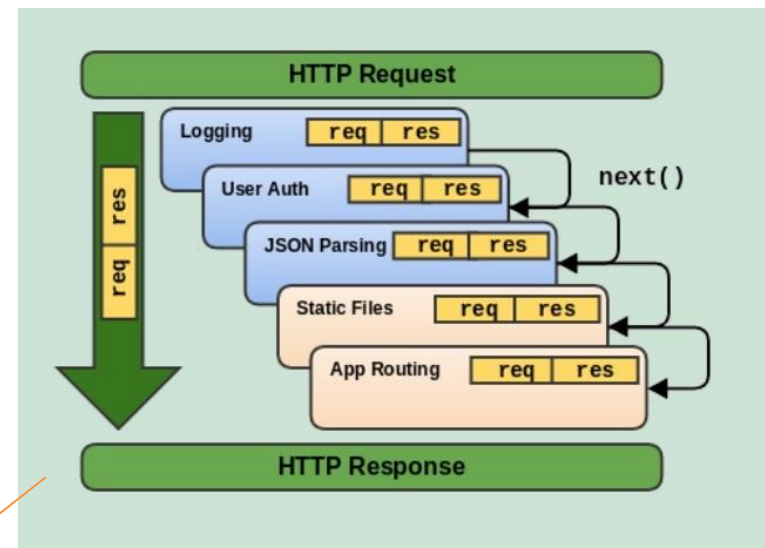 HTTP Request
Logging req res
next()
User Auth req res
JSON Parsing req res
Static Files req res
App Routing req res
req res
HTTP Response